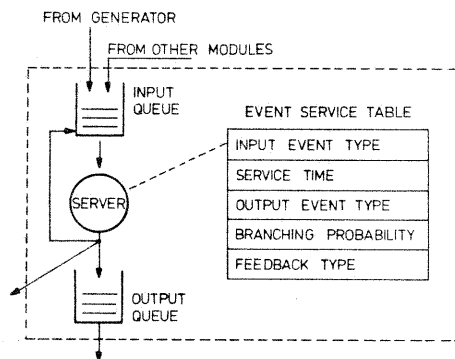 FROM GENERATOR
FROM OTHER MODULES
INPUT
QUEUE
EVENT SERVICE TABLE
INPUT EVENT TYPE
SERVICE TIME
SERVER
OUTPUT EVENT TYPE
BRANCHING PROBABILITY
FEEDBACK TYPE
OUTPUT
QUEUE